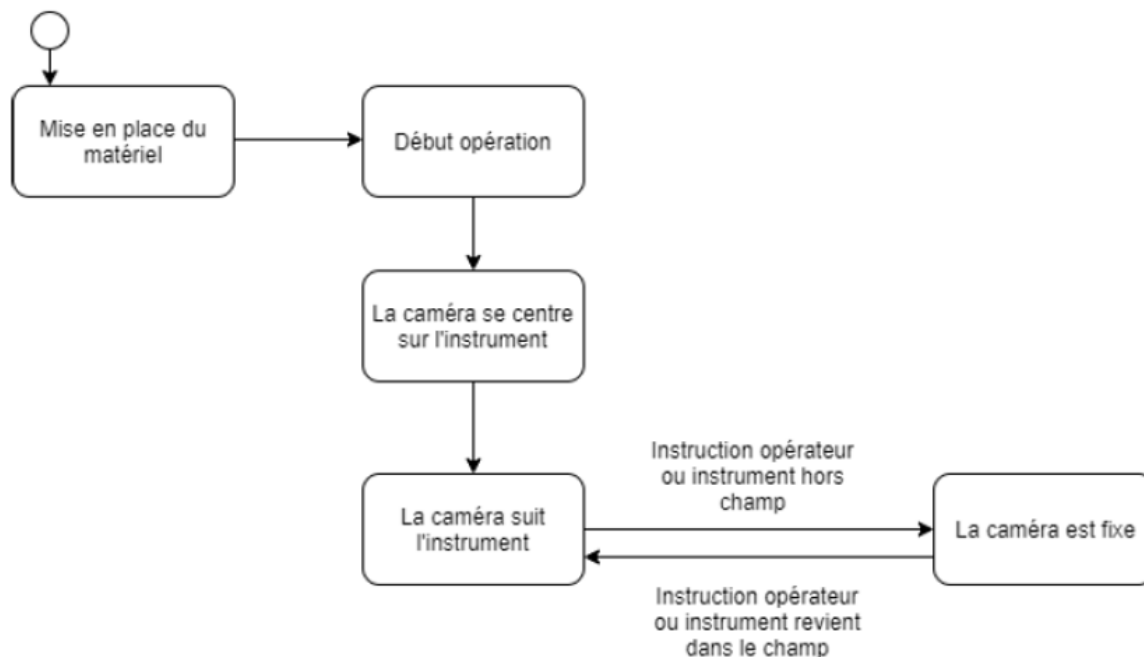 Mise en place du
matériel
Début opération
La caméra se centre
sur l'instrument
Instruction opérateur
ou instrument hors
champ
La caméra suit
l'instrument
La caméra est fixe
Instruction opérateur
ou instrument revient
dans le champ